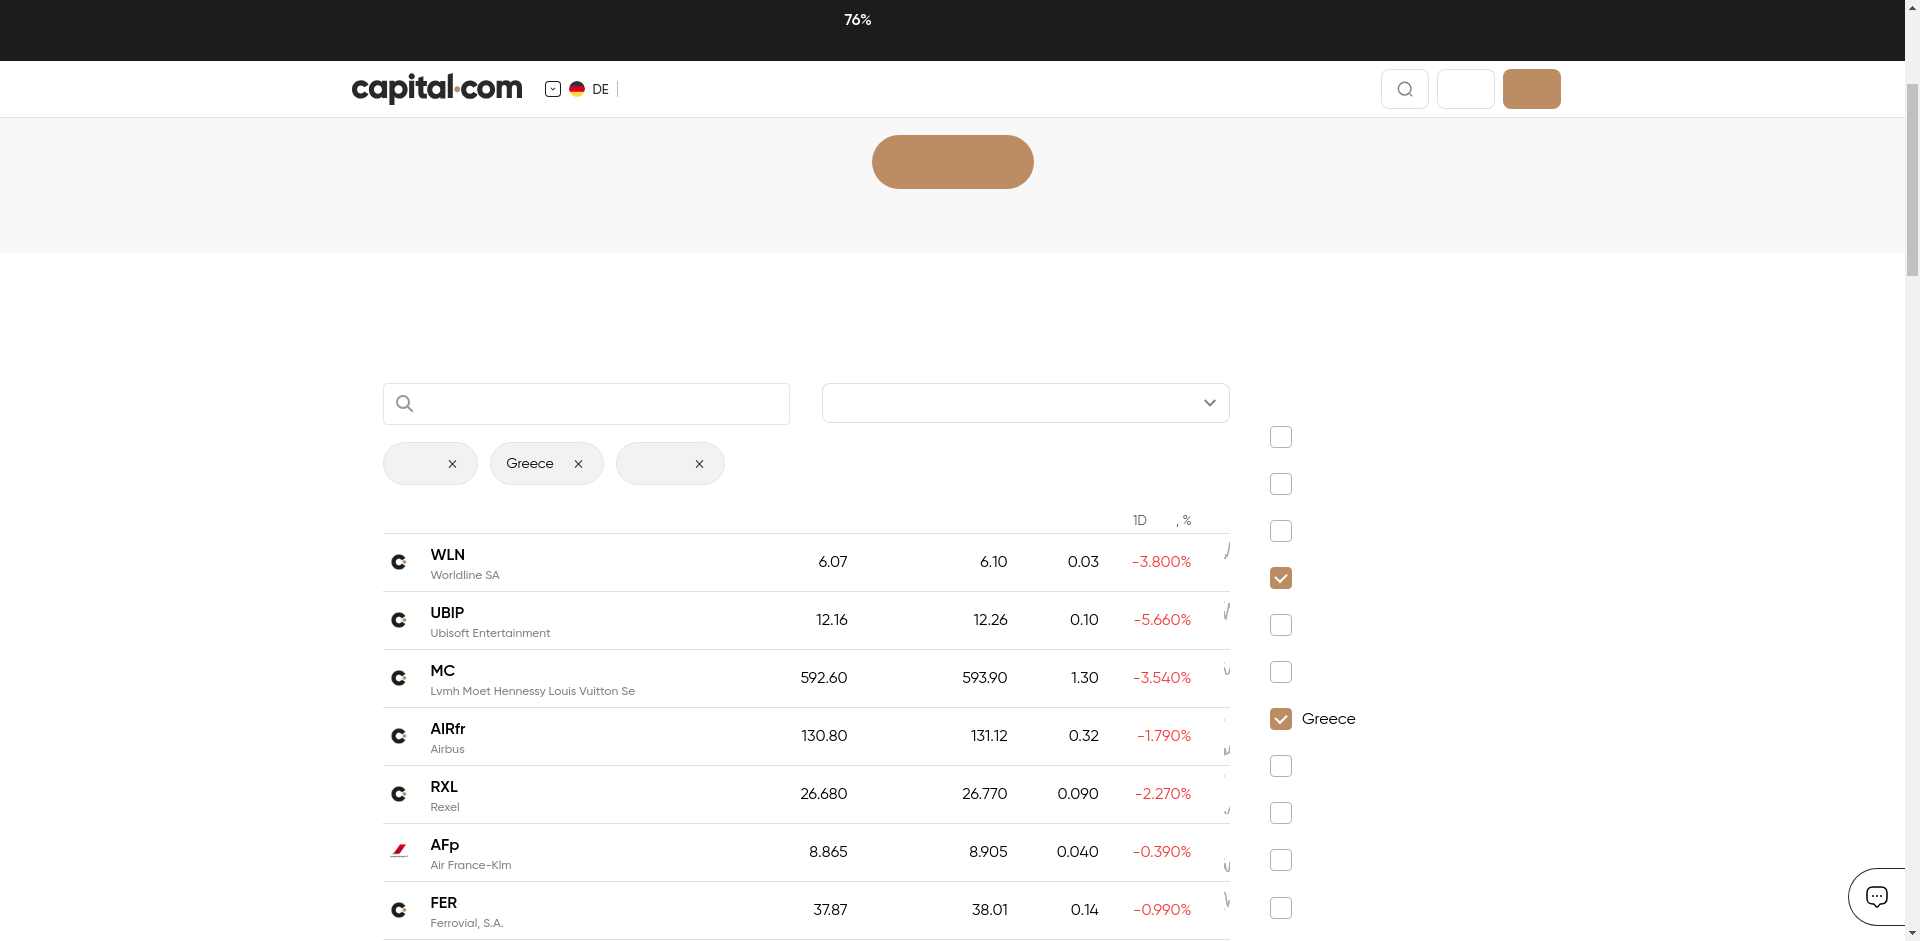 76%
capital.com
DE
Greece
1D , %
WLN 6.07 6.10 0.03 -3.800%
Worldline SA
UBIP 12.16 12.26 0.10 -5.660%
Ubisoft Entertainment
MC 592.60 593.90 1.30 -3.540%
Lvmh Moet Hennessy Louis Vuitton Se
AIRfr 130.80 131.12 0.32 -1.790%
Airbus
RXL 26.680 26.770 0.090 -2.270%
Rexel
AFp 8.865 8.905 0.040 -0.390%
Air France-Klm
FER 37.87 38.01 0.14 -0.990%
Ferrovial, S.A.
Greece